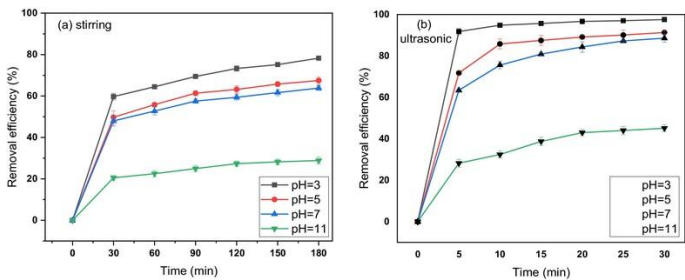 (a) stirring
Removal efficiency (%)
100
80
60
40
20
0
0 30 60 90 120 150 180
Time (min)
pH=3
pH=5
pH=7
pH=11
(b)
ultrasonic
Removal efficiency (%)
100
80
60
40
20
0
0 5 10 15 20 25 30
Time (min)
pH=3
pH=5
pH=7
pH=11